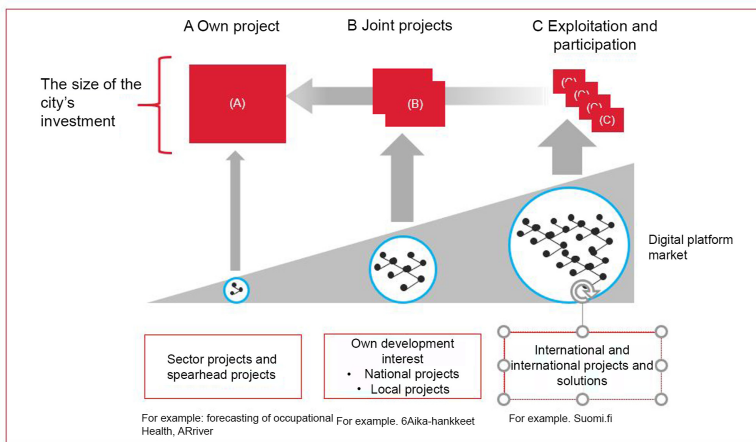 A Own project
B Joint projects
C Exploitation and
participation
The size of the
city's
investment
(A)
(B)
(C)
(C)
(C)
(C)
Digital platform
market
Sector projects and
spearhead projects
Own development
interest
• National projects
• Local projects
International and
international projects and
solutions
For example: forecasting of occupational
Health, ARriver
For example. 6Aika-hankkeet
For example. Suomi.fi